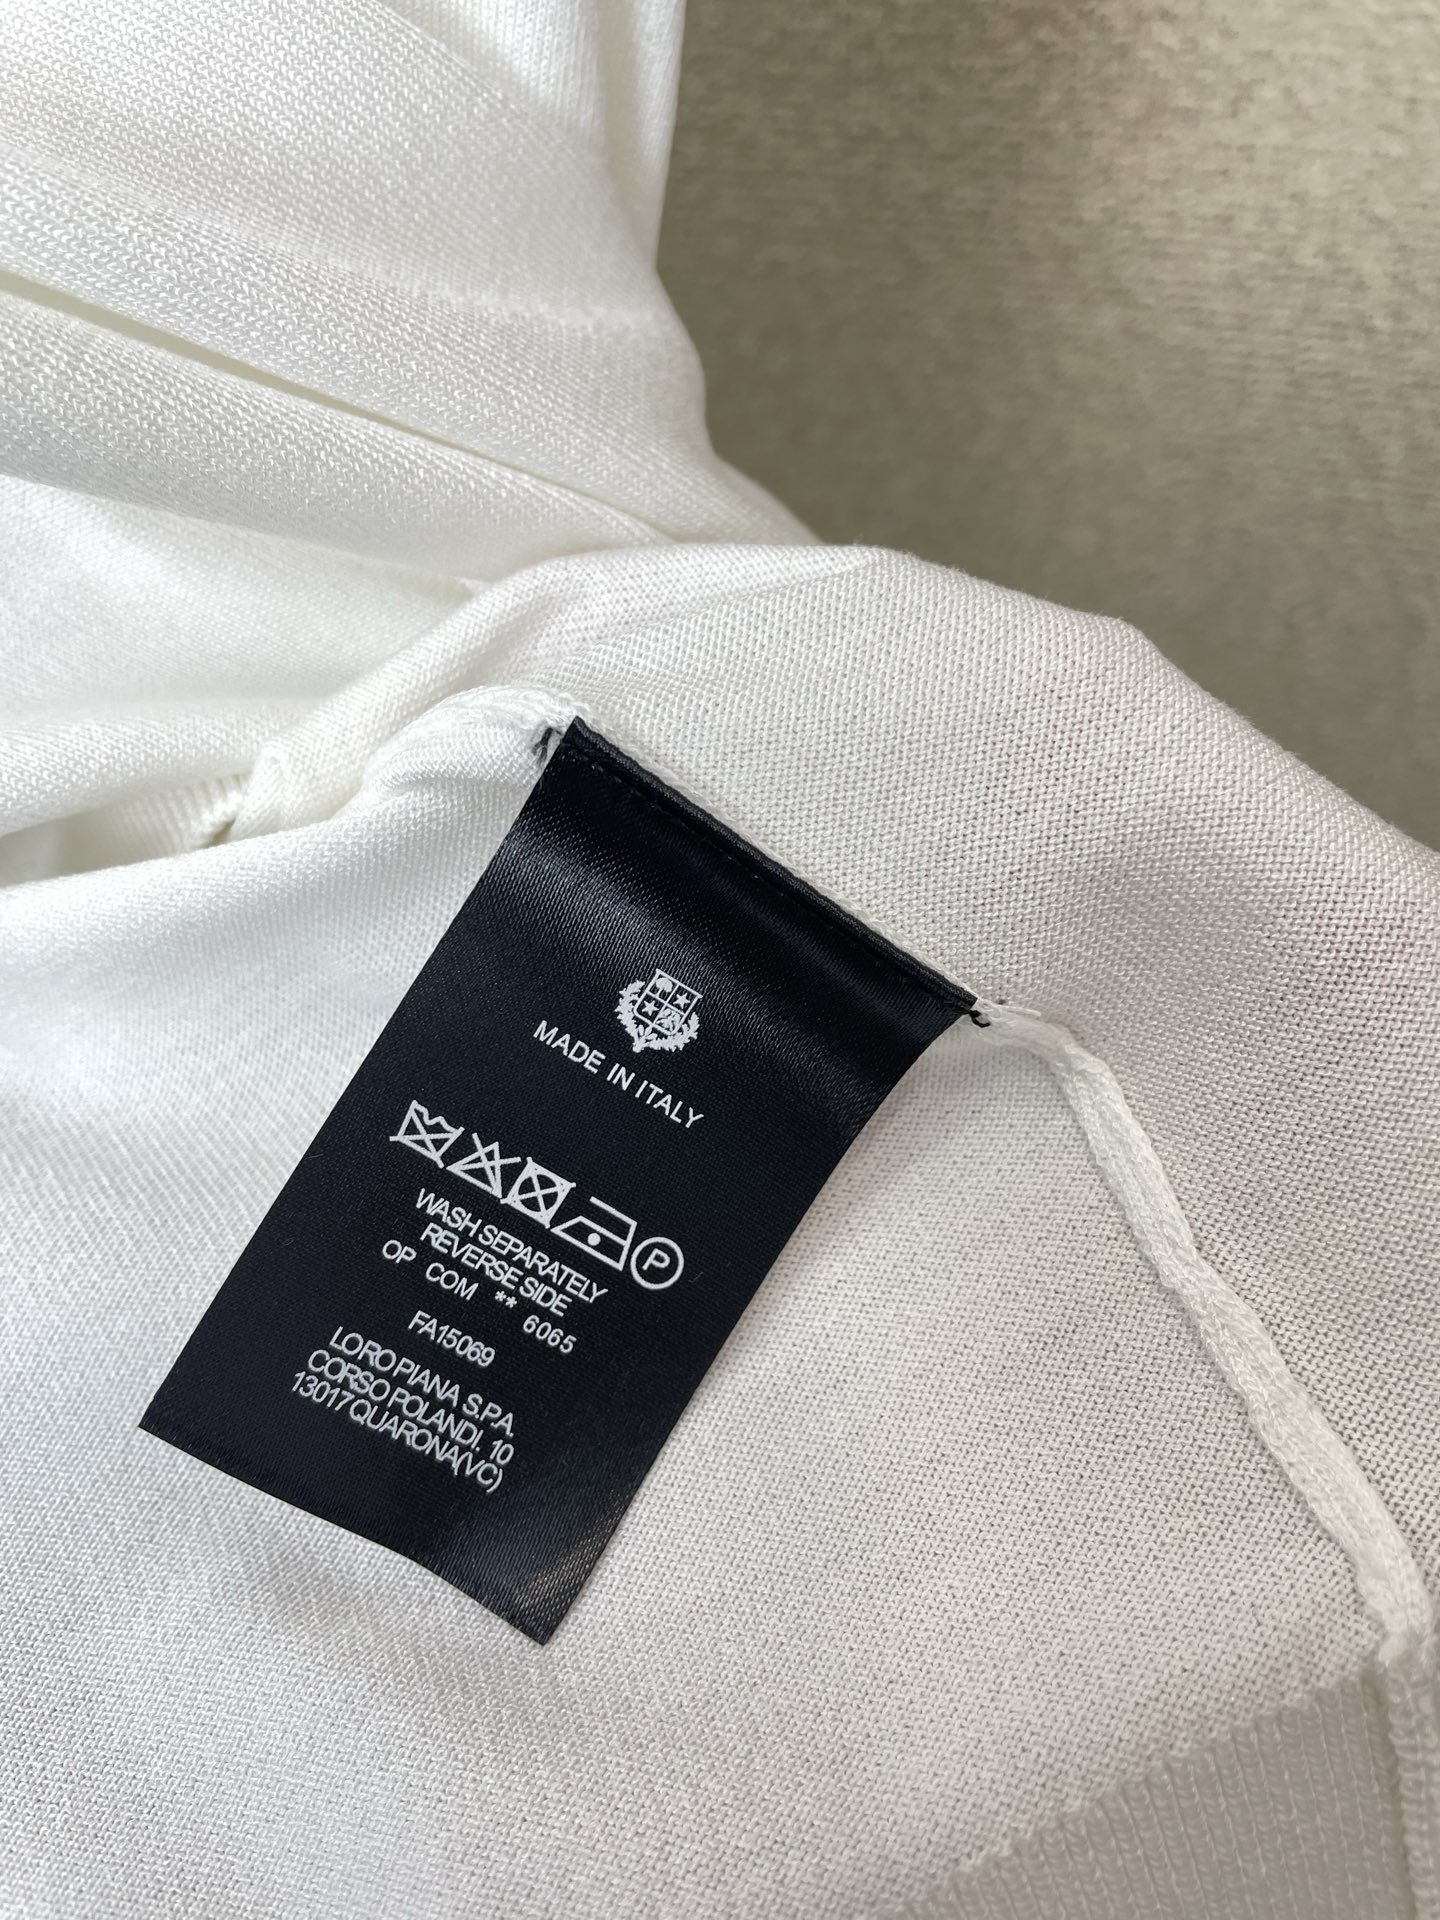 MADE IN ITALY
P
WASH SEPARATELY
REVERSE SIDE
OP COM ** 6065
FA15069
LORO PIANA S.P.A.
CORSO POLANDI, 10
13017 QUARONA(VC)